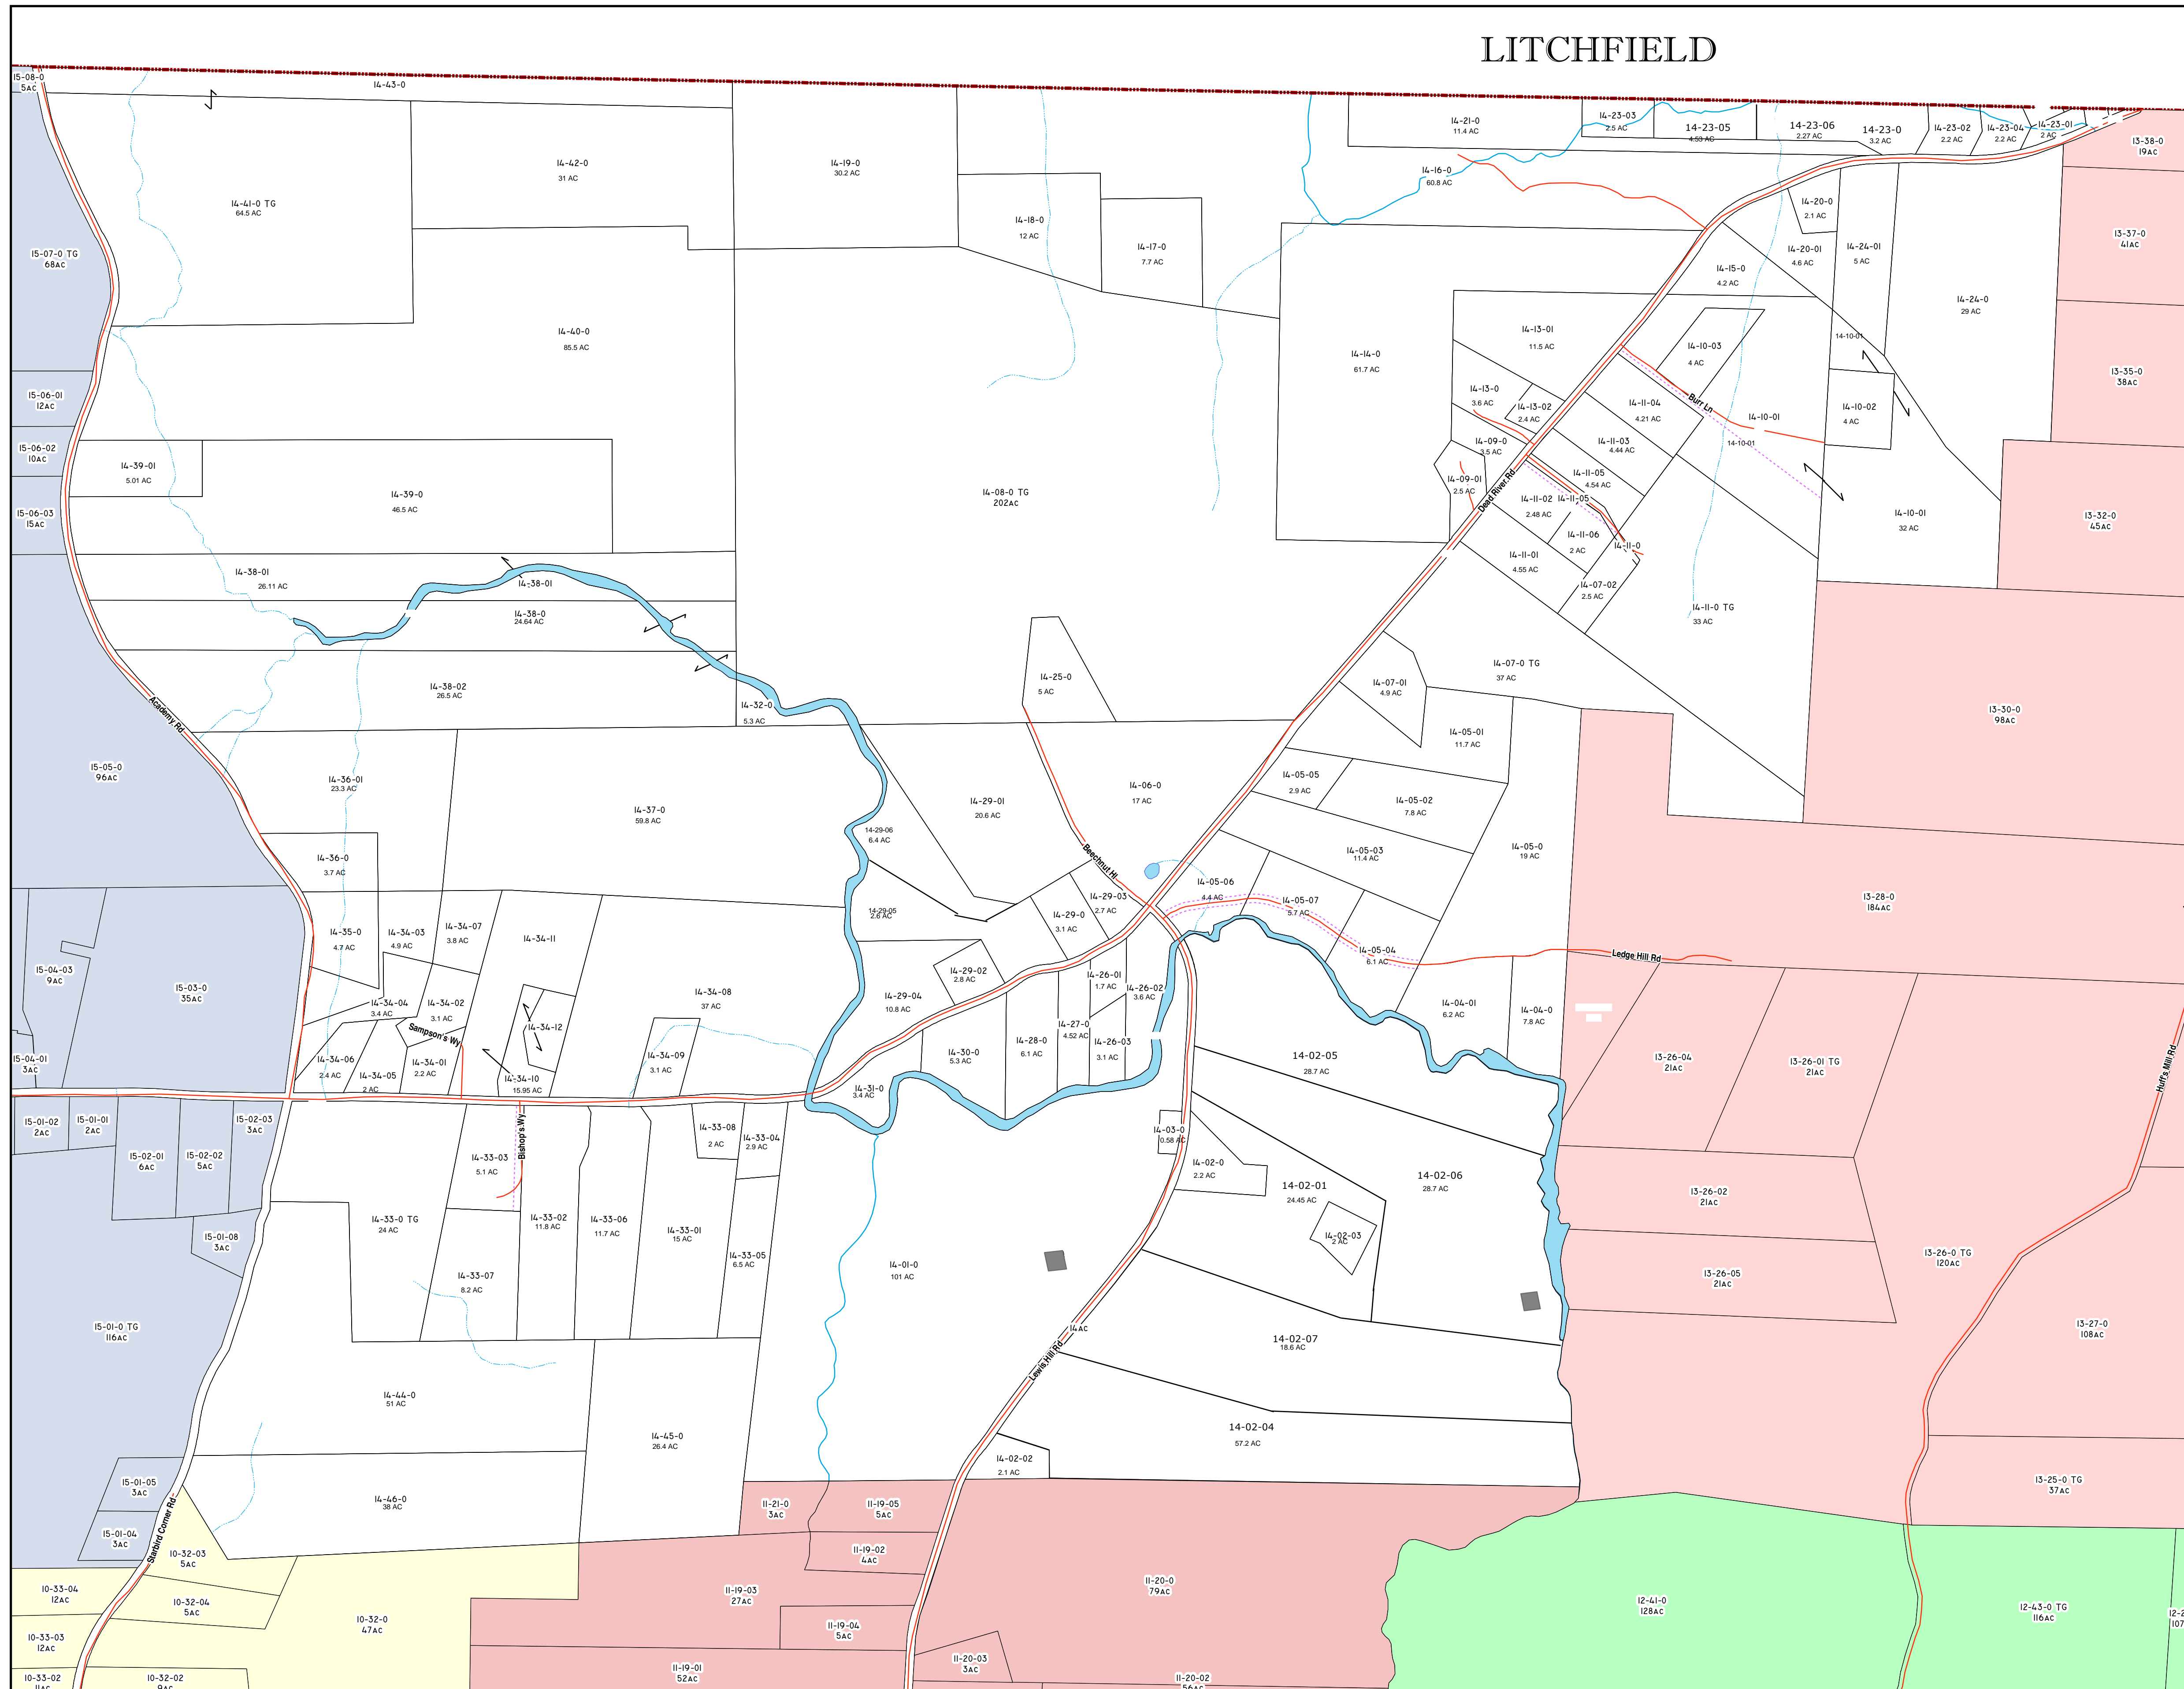 LITCHFIELD
15-08-0
5AC
14-43-0
14-42-0
31 AC
14-41-0 TG
64.5 AC
14-19-0
30.2 AC
14-18-0
12 AC
14-17-0
7.7 AC
14-21-0
11.4 AC
14-23-03
2.5 AC
14-23-05
4.53 AC
14-23-06
2.27 AC
14-23-0
3.2 AC
14-23-02
2.2 AC
14-23-04
2.2 AC
14-23-01
2 AC
13-38-0
19AC
14-16-0
60.8 AC
14-20-0
2.1 AC
14-20-01
4.6 AC
14-24-01
5 AC
13-37-0
41AC
15-07-0 TG
68AC
14-15-0
4.2 AC
14-24-0
29 AC
14-40-0
85.5 AC
14-14-0
61.7 AC
14-13-01
11.5 AC
14-10-03
4 AC
14-10-01
13-35-0
38AC
15-06-01
12AC
14-13-0
3.6 AC
14-13-02
2.4 AC
14-11-04
4.21 AC
Burr Ln
14-10-01
14-10-02
4 AC
15-06-02
10AC
14-39-01
5.01 AC
14-09-0
3.5 AC
14-11-03
4.44 AC
14-10-01
14-39-0
46.5 AC
14-08-0 TG
202AC
14-09-01
2.5 AC
Dead River Rd
14-11-05
4.54 AC
14-11-02
2.48 AC
14-11-05
15-06-03
15AC
14-11-06
2 AC
14-11-0
14-10-01
32 AC
13-32-0
45AC
14-38-01
26.11 AC
14-38-01
14-11-01
4.55 AC
14-07-02
2.5 AC
14-38-0
24.64 AC
14-11-0 TG
33 AC
14-38-02
26.5 AC
14-25-0
5 AC
14-07-0 TG
37 AC
14-07-01
4.9 AC
Academy Rd
14-32-0
5.3 AC
14-05-01
11.7 AC
13-30-0
98AC
15-05-0
96AC
14-36-01
23.3 AC
14-37-0
59.8 AC
14-29-01
20.6 AC
14-06-0
17 AC
14-05-05
2.9 AC
14-05-02
7.8 AC
14-29-06
6.4 AC
14-36-0
3.7 AC
Beechnut Hl
14-05-03
11.4 AC
14-05-0
19 AC
14-05-06
4.4 AC
14-29-03
2.7 AC
14-05-07
5.7 AC
13-28-0
184AC
14-29-05
2.6 AC
14-29-0
3.1 AC
14-35-0
4.7 AC
14-34-03
4.9 AC
14-34-07
3.8 AC
14-34-11
14-05-04
6.1 AC
Ledge Hill Rd
15-04-03
9AC
15-03-0
35AC
14-29-02
2.8 AC
14-26-01
1.7 AC
14-26-02
3.6 AC
14-34-08
37 AC
14-29-04
10.8 AC
14-34-04
3.4 AC
14-34-02
3.1 AC
14-04-01
6.2 AC
14-04-0
7.8 AC
Sampson's Wy
14-34-12
14-27-0
4.52 AC
14-28-0
6.1 AC
14-26-03
3.1 AC
15-04-01
3AC
14-34-06
2.4 AC
14-34-01
2.2 AC
14-34-05
2 AC
14-34-09
3.1 AC
14-30-0
5.3 AC
14-02-05
28.7 AC
13-26-04
21AC
13-26-01 TG
21AC
Huff's Mill Rd
14-34-10
15.95 AC
14-31-0
3.4 AC
15-01-02
2AC
15-01-01
2AC
15-02-03
3AC
Bishop's Wy
14-33-08
2 AC
14-33-04
2.9 AC
14-03-0
0.58 AC
15-02-01
6AC
15-02-02
5AC
14-33-03
5.1 AC
14-02-0
2.2 AC
14-02-01
24.45 AC
14-02-06
28.7 AC
13-26-02
21AC
14-33-0 TG
24 AC
14-33-02
11.8 AC
14-33-06
11.7 AC
14-33-01
15 AC
14-02-03
2 AC
15-01-08
3AC
14-33-05
6.5 AC
14-01-0
101 AC
13-26-0 TG
120AC
14-33-07
8.2 AC
13-26-05
21AC
15-01-0 TG
116AC
14AC
14-02-07
18.6 AC
13-27-0
108AC
Lewis Hill Rd
14-44-0
51 AC
14-45-0
26.4 AC
14-02-04
57.2 AC
14-02-02
2.1 AC
15-01-05
3AC
14-46-0
38 AC
13-25-0 TG
37AC
11-21-0
3AC
11-19-05
5AC
Starbird Corner Rd
15-01-04
3AC
10-32-03
5AC
11-19-02
4AC
10-33-04
12AC
10-32-04
5AC
11-19-03
27AC
11-20-0
79AC
12-41-0
128AC
12-43-0 TG
116AC
12-2
107
10-32-0
47AC
11-19-04
5AC
10-33-03
12AC
11-20-03
3AC
11-19-01
52AC
10-33-02
11AC
10-32-02
9AC
11-20-02
56AC